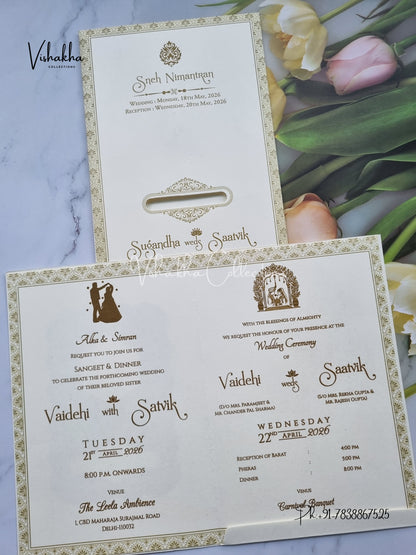 Vishakha
COLLECTIONS
Sneh Nimantran
WEDDING : MONDAY, 18TH MAY, 2026
RECEPTION : WEDNESDAY, 20TH MAY, 2026
Sugandha weds Saatvik
Vishakha Collections
Alka & Simran
REQUEST YOU TO JOIN US FOR
SANGEET & DINNER
TO CELEBRATE THE FORTHCOMING WEDDING
OF THEIR BELOVED SISTER
Vaidehi with Satvik
TUESDAY
21ST APRIL 2026
8:00 P.M. ONWARDS
VENUE
The Leela Ambience
1, CBD MAHARAJA SURAJMAL ROAD
DELHI-110032
WITH THE BLESSINGS OF ALMIGHTY
WE REQUEST THE HONOUR OF YOUR PRESENCE AT THE
Wedding Ceremony
OF
Vaidehi weds Saatvik
(D/O MRS. PARAMJEET &
MR. CHANDER PAL SHARMA)
(G/O MRS. REKHA GUPTA &
MR. RAJESH GUPTA)
WEDNESDAY
22ND APRIL 2026
RECEPTION OF BARAT : 4:00 PM
PHERAS : 5:00 PM
DINNER : 8:00 PM
VENUE
Carnival Banquet
Ph +91-7838867525